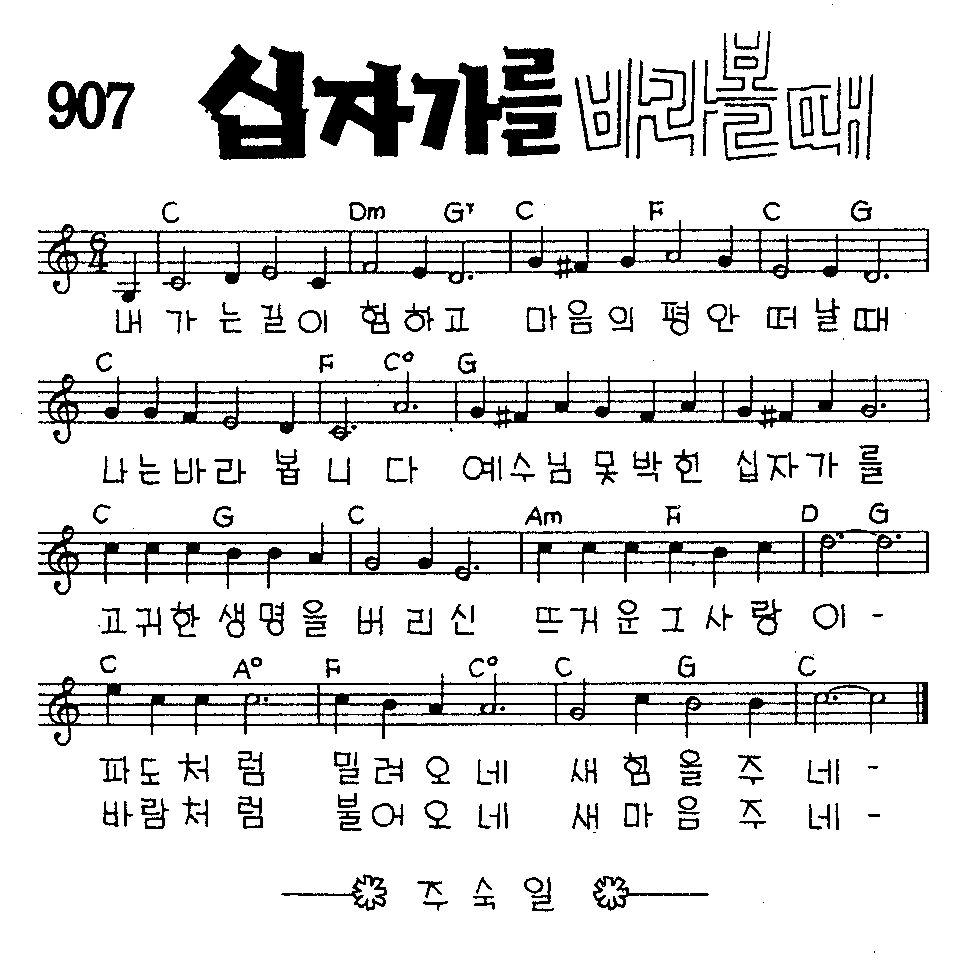 907 십자가를 바라볼때
C Dm G7 C F C G
6
4
내 가 는 길 이 험 하 고 마 음 의 평 안 떠 날 때
C F C° G
나 는 바 라 봅 니 다 예 수 님 못 박 힌 십 자 가 를
C G C Am F D G
고 귀 한 생 명 을 버 리 신 뜨 거 운 그 사 랑 이 -
C A° F C° C G C
파 도 처 럼 밀 려 오 네 새 힘 을 주 네 -
바 람 처 럼 불 어 오 네 새 마 음 주 네 -
주 숙 일